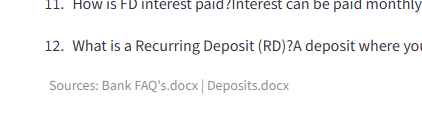 11. How is FD interest paid?Interest can be paid monthly
12. What is a Recurring Deposit (RD)?A deposit where you
Sources: Bank FAQ's.docx | Deposits.docx